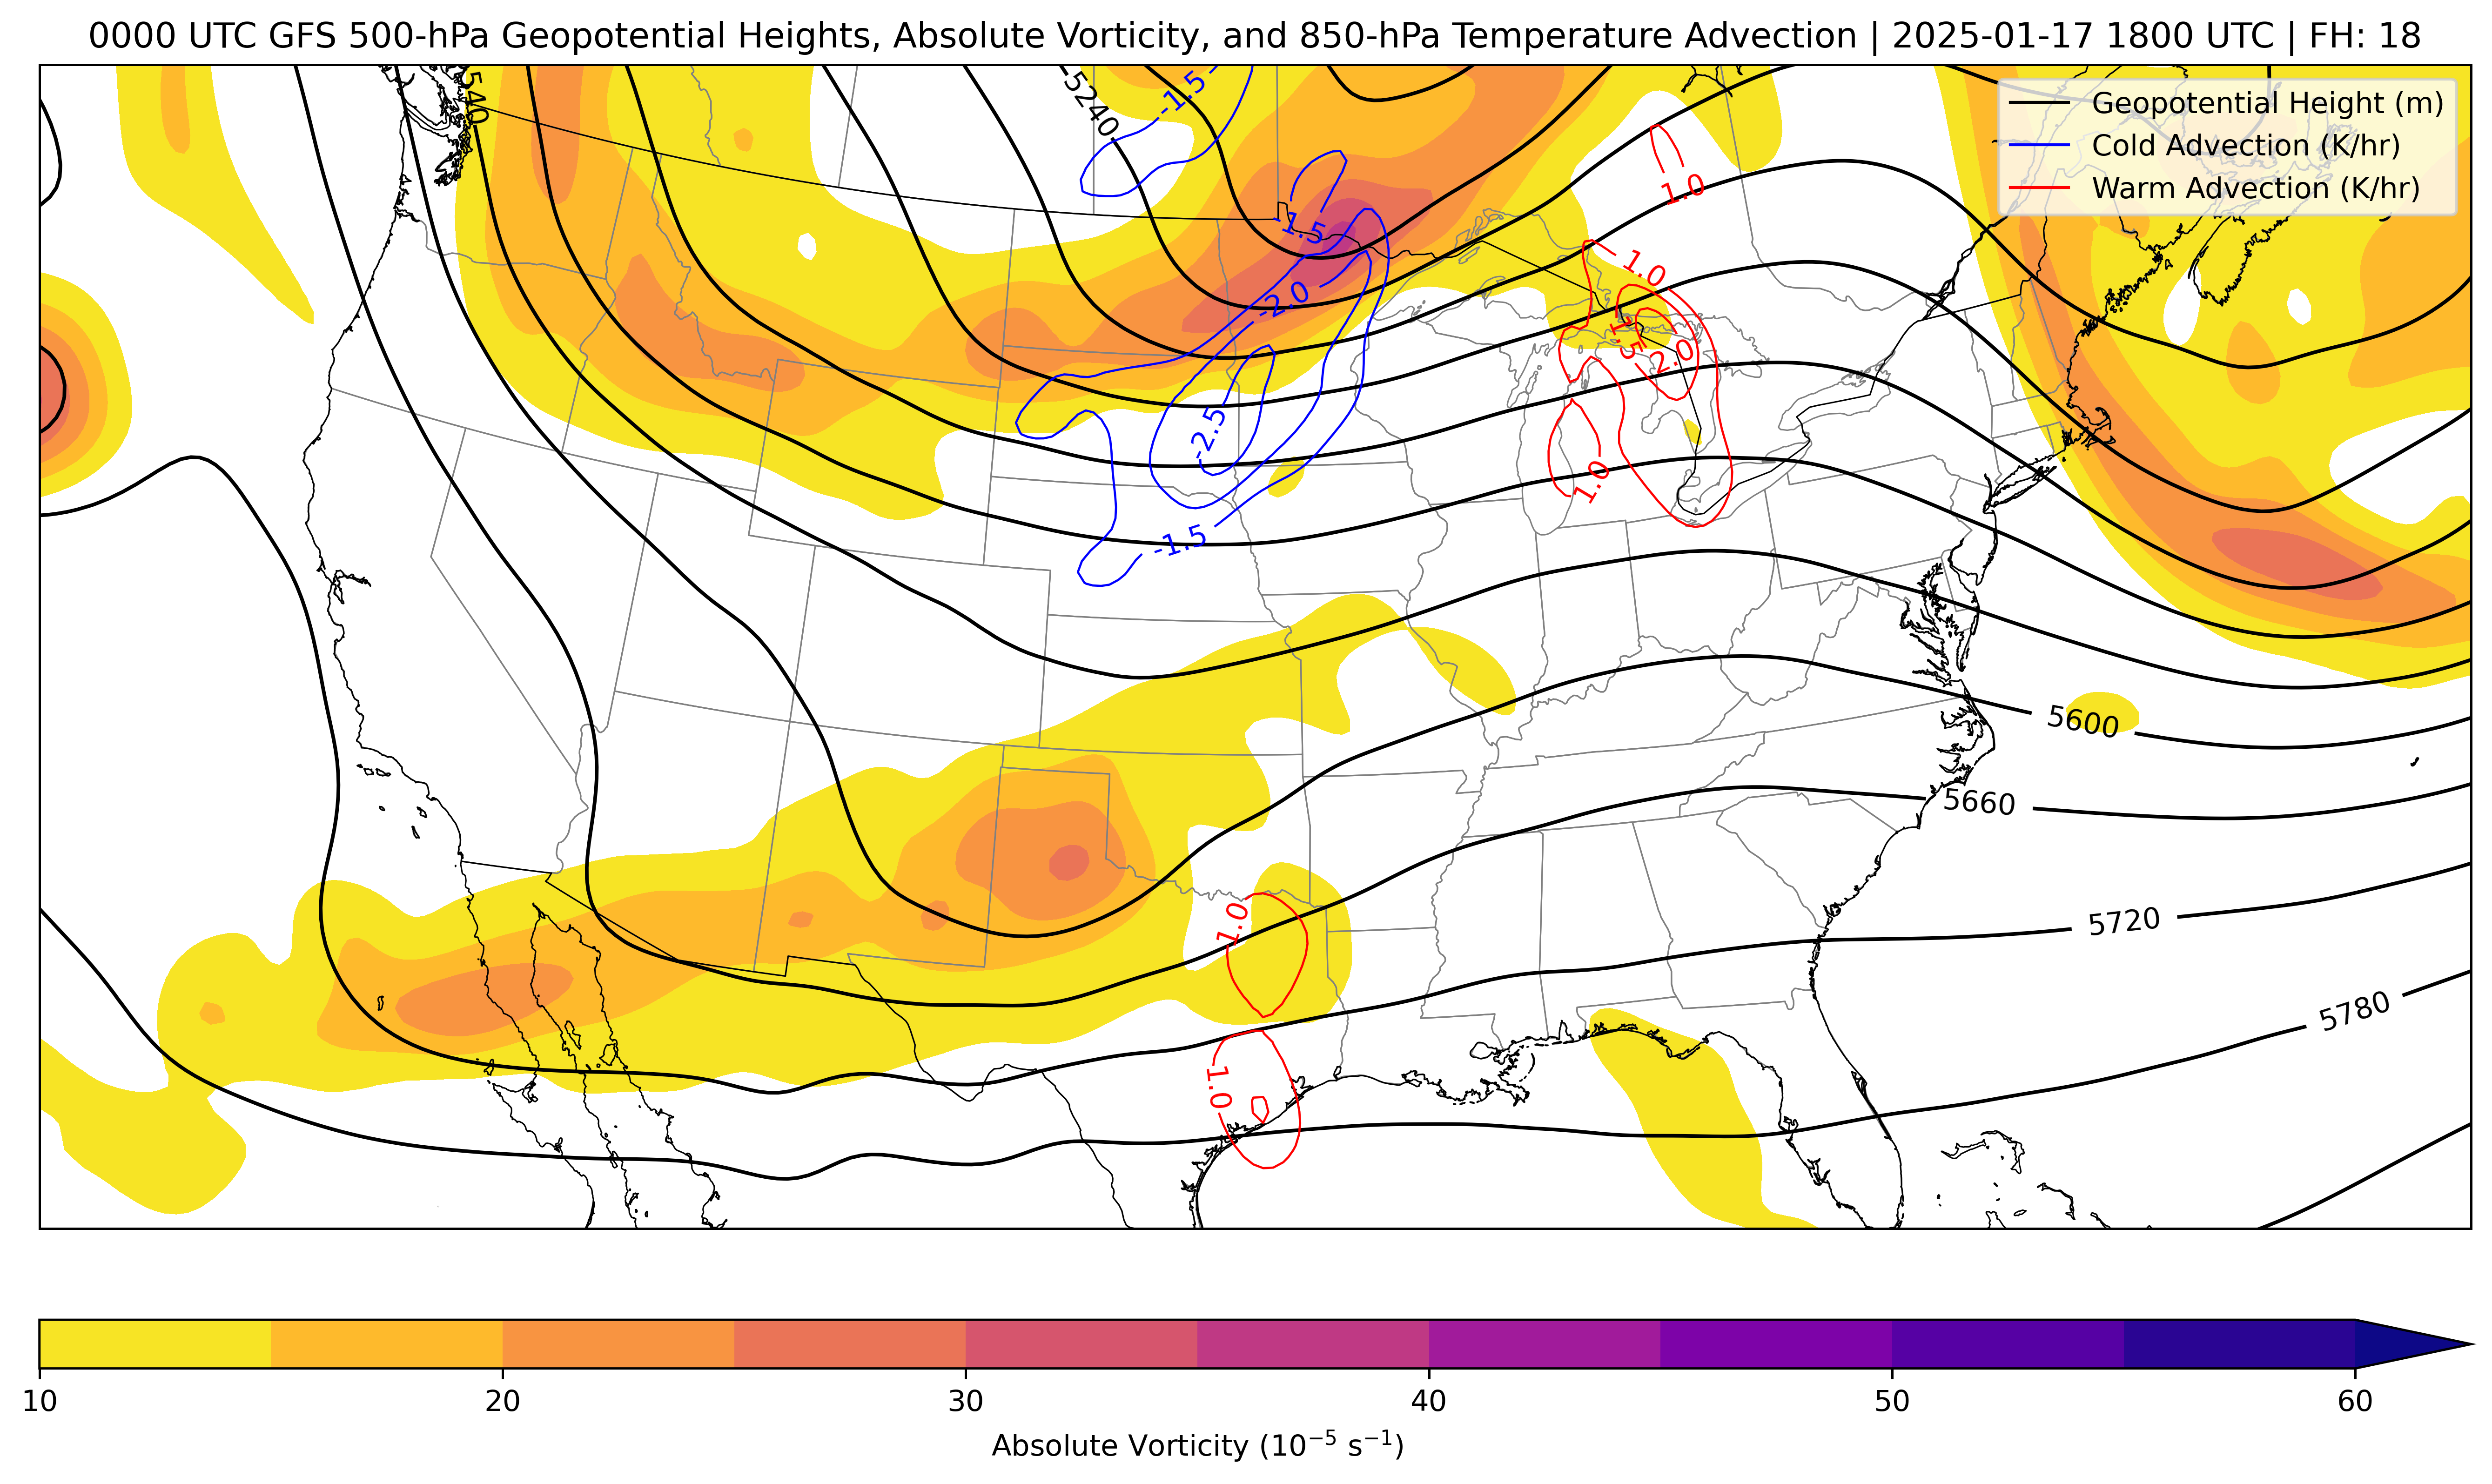 0000 UTC GFS 500-hPa Geopotential Heights, Absolute Vorticity, and 850-hPa Temperature Advection | 2025-01-17 1800 UTC | FH: 18
Geopotential Height (m)
Cold Advection (K/hr)
Warm Advection (K/hr)
5240
-1.5
1.0
-1.5
1.0
-2.0
1.5
2.0
-2.5
1.0
-1.5
5600
5660
1.0
5720
5780
1.0
10 20 30 40 50 60
Absolute Vorticity (10⁻⁵ s⁻¹)